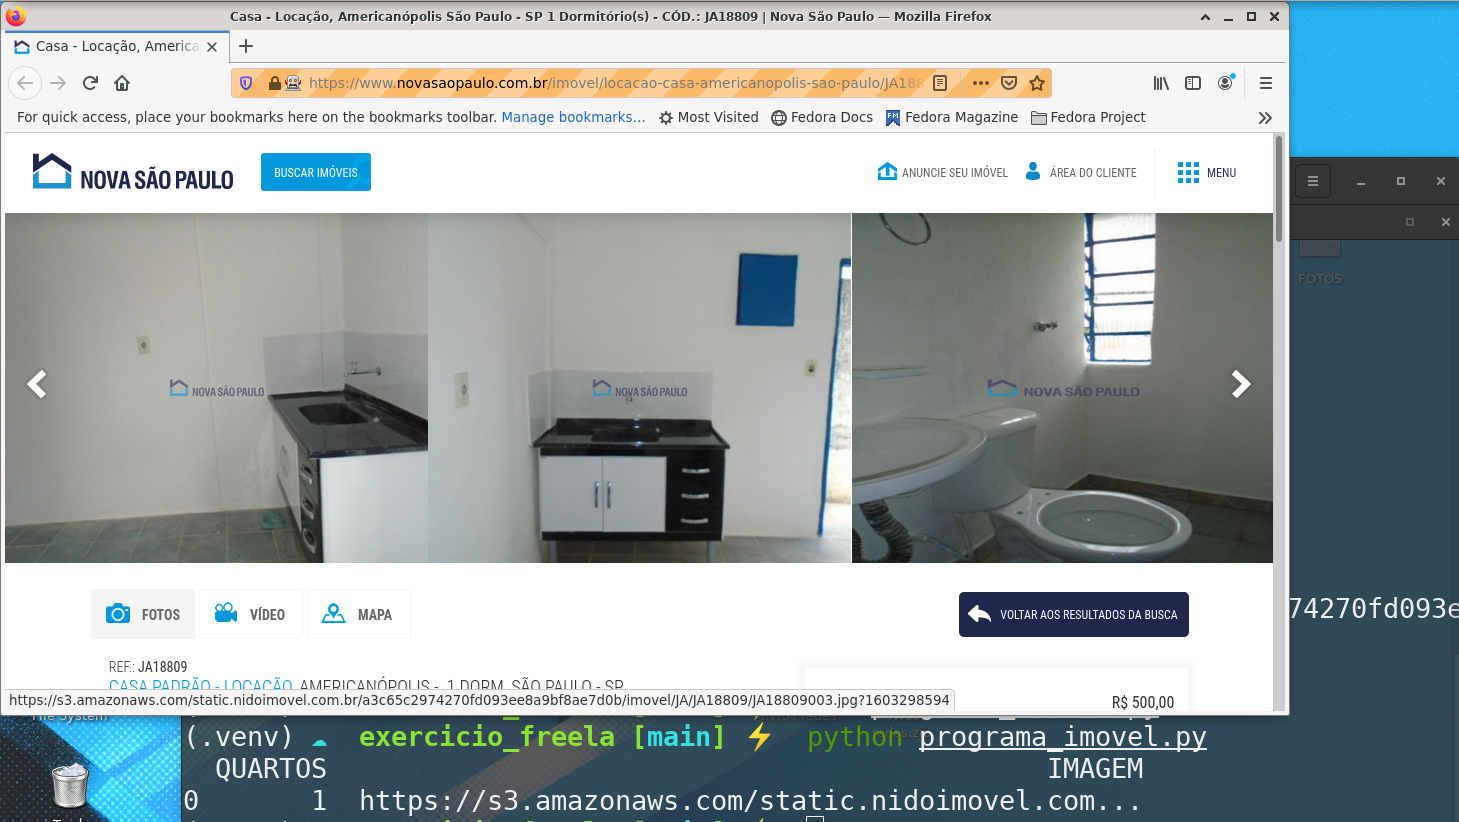 Casa - Locação, Americanópolis São Paulo - SP 1 Dormitório(s) - CÓD.: JA18809 | Nova São Paulo — Mozilla Firefox
Casa - Locação, America
https://www.novasaopaulo.com.br/imovel/locacao-casa-americanopolis-sao-paulo/JA188
For quick access, place your bookmarks here on the bookmarks toolbar. Manage bookmarks… Most Visited Fedora Docs Fedora Magazine Fedora Project
NOVA SÃO PAULO
BUSCAR IMÓVEIS
ANUNCIE SEU IMÓVEL
ÁREA DO CLIENTE
MENU
FOTOS
NOVA SÃO PAULO
NOVA SÃO PAULO
NOVA SÃO PAULO
FOTOS
VÍDEO
MAPA
VOLTAR AOS RESULTADOS DA BUSCA
74270fd093e
REF.: JA18809
CASA PADRÃO - LOCAÇÃO, AMERICANÓPOLIS - 1 DORM, SÃO PAULO - SP
R$ 500,00
https://s3.amazonaws.com/static.nidoimovel.com.br/a3c65c2974270fd093ee8a9bf8ae7d0b/imovel/JA/JA18809/JA18809003.jpg?1603298594
File System
(.venv) exercicio_freela [main] ⚡ python programa_imovel.py
QUARTOS IMAGEM
0 1 https://s3.amazonaws.com/static.nidoimovel.com...